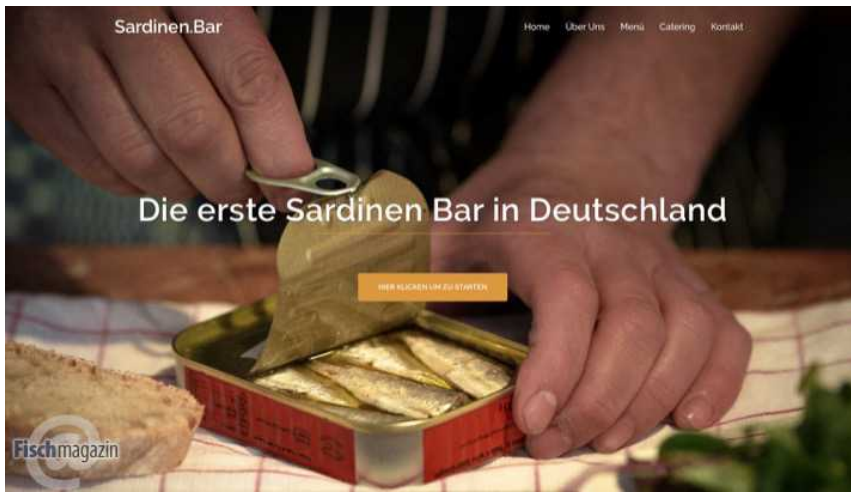 Sardinen.Bar
Home Über Uns Menü Catering Kontakt
Die erste Sardinen Bar in Deutschland
HIER KLICKEN UM ZU STARTEN
@
Fischmagazin